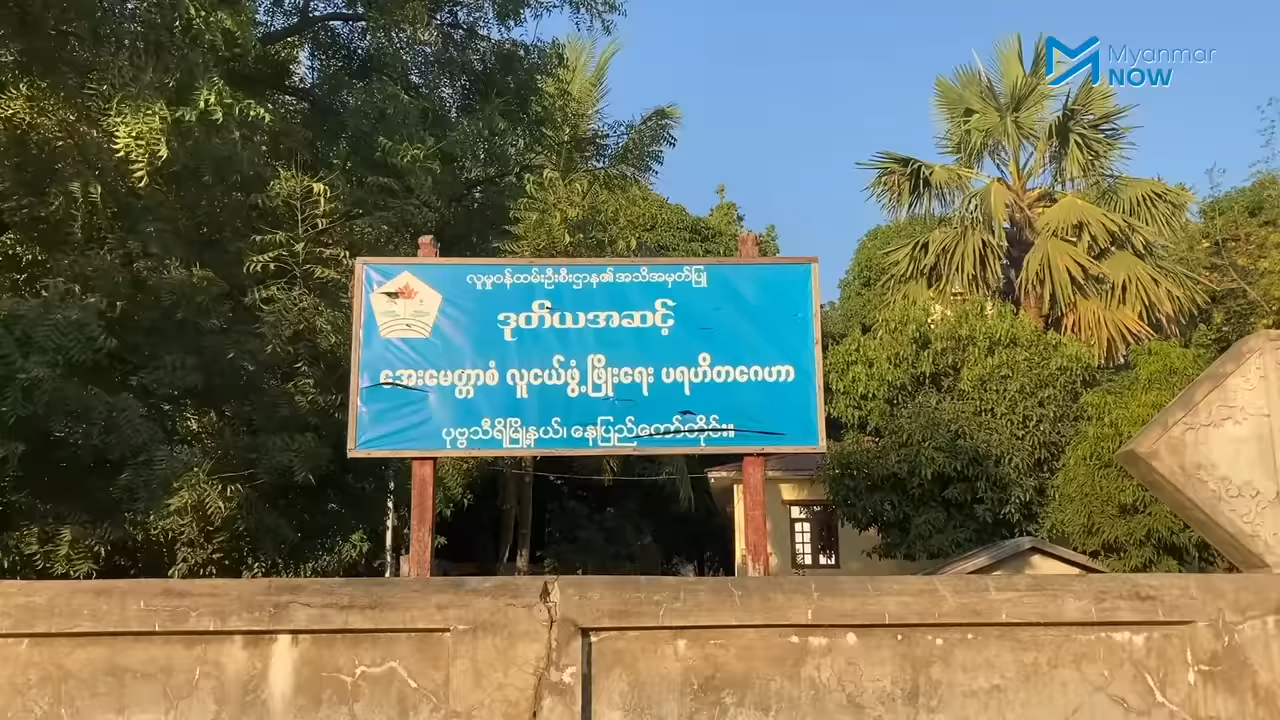 လူမှုဝန်ထမ်းဦးစီးဌာန၏အသိအမှတ်ပြု
ဒုတိယအဆင့်
အေးမေတ္တာစံ လူငယ်ဖွံ့ဖြိုးရေး ပရဟိတဂေဟာ
ပုဗ္ဗသီရိမြို့နယ်၊ နေပြည်တော်တိုင်း။
Myanmar
NOW